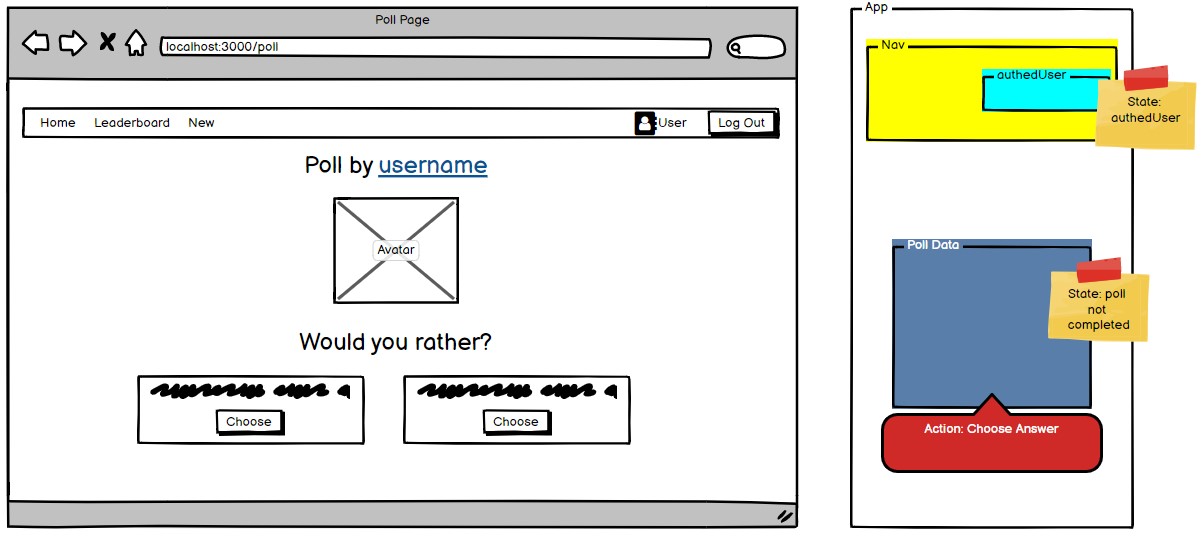 Poll Page
localhost:3000/poll
Home Leaderboard New User Log Out
Poll by username
Avatar
Would you rather?
Choose Choose
App
Nav
authedUser
State:
authedUser
Poll Data
State: poll
not
completed
Action: Choose Answer